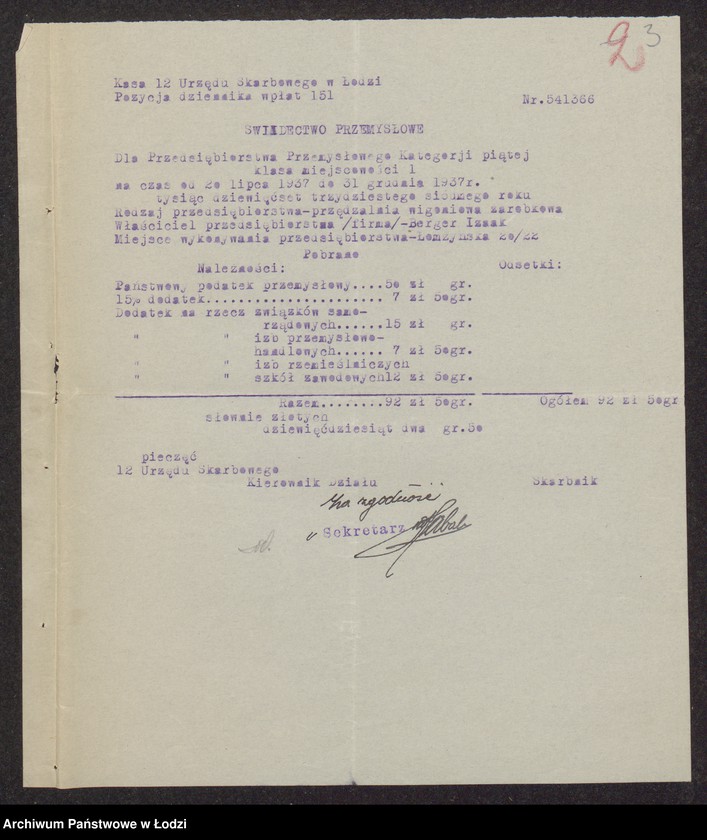 2 3
Kasa 12 Urzędu Skarbowego w Łodzi
Pozycja dziennika wpłat 151
Nr.541366
SWIADECTWO PRZEMYSŁOWE
Dla Przedsiębiorstwa Przemysłowego Kategorji piątej
klasa miejscowości 1
na czas od 20 lipca 1937 do 31 grudnia 1937r.
tysiąc dziewięćset trzydziestego siódmego roku
Rodzaj przedsiębiorstwa-przędzalnia wigoniowa zarobkowa
Właściciel przedsiębiorstwa /firma/-Berger Izaak
Miejsce wykonywania przedsiębiorstwa-Łomżyńska 20/22
Pobrano
Należności: Odsetki:
Państwowy podatek przemysłowy....50 zł gr.
15% dodatek....................... 7 zł 50gr.
Dodatek na rzecz związków samo-
rządowych......15 zł gr.
" " izb przemysłowo-
handlowych...... 7 zł 50gr.
" " izb rzemieślniczych
" " szkół zawodowych12 zł 50gr.
Razem........92 zł 50gr. Ogółem 92 zł 50gr
słownie złotych
dziewięćdziesiąt dwa gr.50
pieczęć
12 Urzędu Skarbowego
Kierownik Działu Skarbnik
Za zgodność
Sekretarz
Archiwum Państwowe w Łodzi